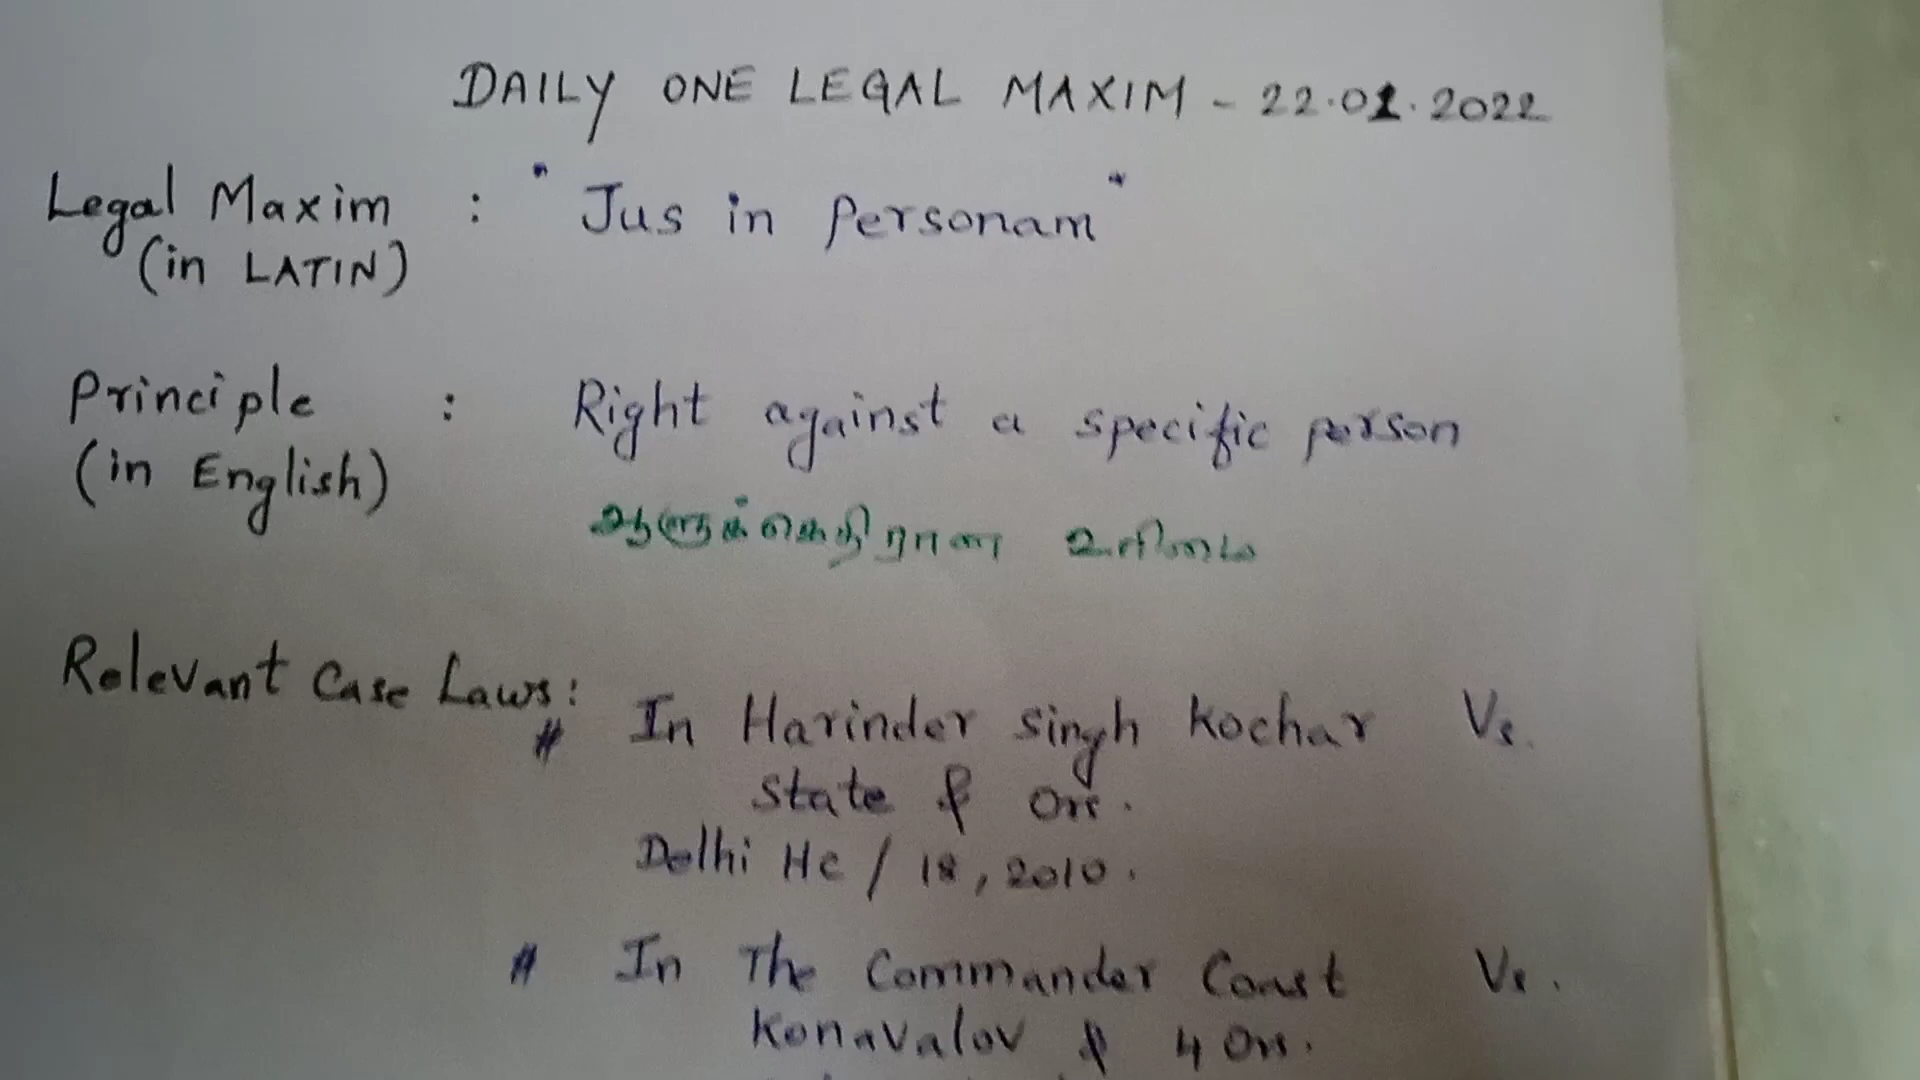 DAILY ONE LEGAL MAXIM - 22.01.2022
Legal Maxim : "Jus in Personam"
(in LATIN)
Principle : Right against a specific person
(in English)
ஆளுக்கெதிரான உரிமை
Relevant Case Laws:
# In Harinder Singh Kochar Vs.
State & Ors.
Delhi HC / 18, 2010.
# In The Commander Coast Vs.
Konavalov & 4 Ors.